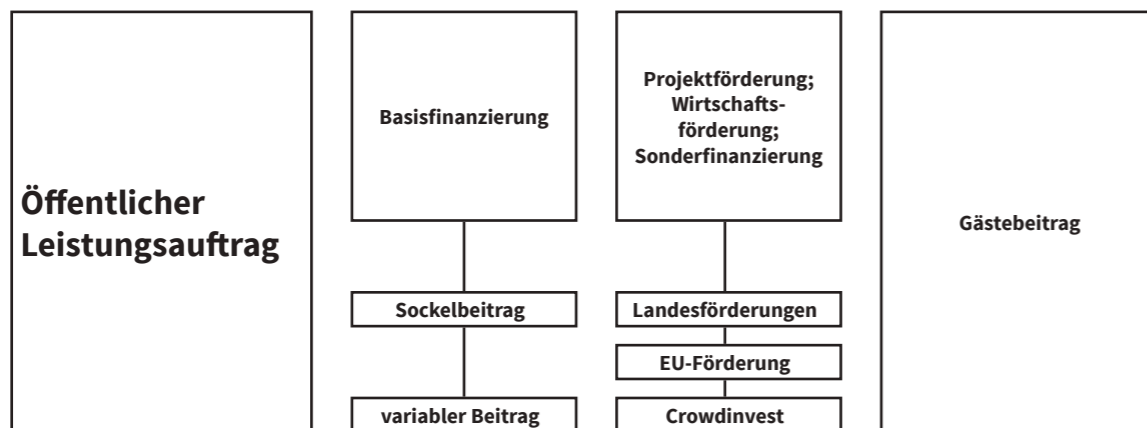 Öffentlicher
Leistungsauftrag
Basisfinanzierung
Sockelbeitrag
variabler Beitrag
Projektförderung;
Wirtschafts-
förderung;
Sonderfinanzierung
Landesförderungen
EU-Förderung
Crowdinvest
Gästebeitrag